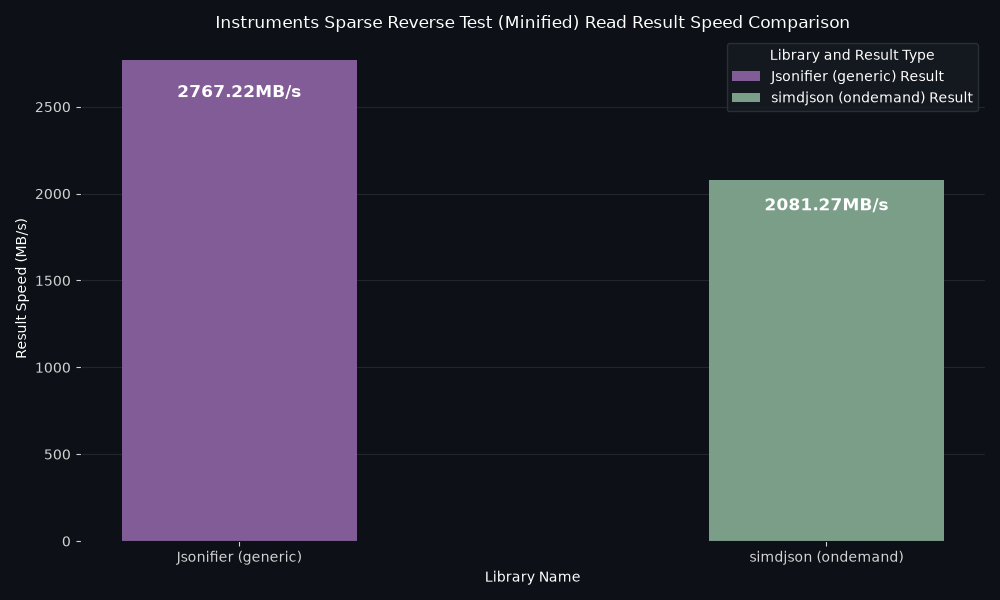 Instruments Sparse Reverse Test (Minified) Read Result Speed Comparison
Library and Result Type
Jsonifier (generic) Result
simdjson (ondemand) Result
2767.22MB/s
2081.27MB/s
Result Speed (MB/s)
2500
2000
1500
1000
500
0
Jsonifier (generic)
simdjson (ondemand)
Library Name